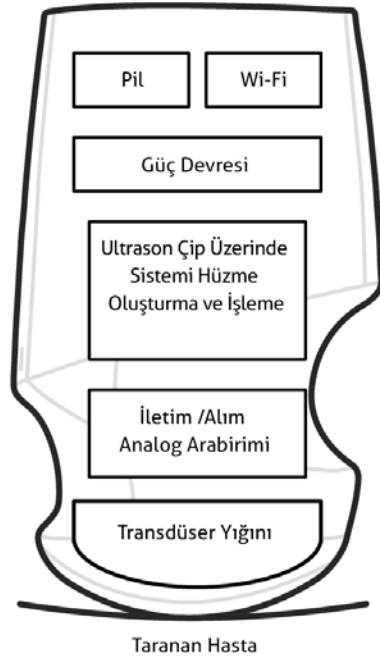 Pil
Wi-Fi
Güç Devresi
Ultrason Çip Üzerinde
Sistemi Hüzme
Oluşturma ve İşleme
İletim /Alım
Analog Arabirimi
Transdüser Yığını
Taranan Hasta